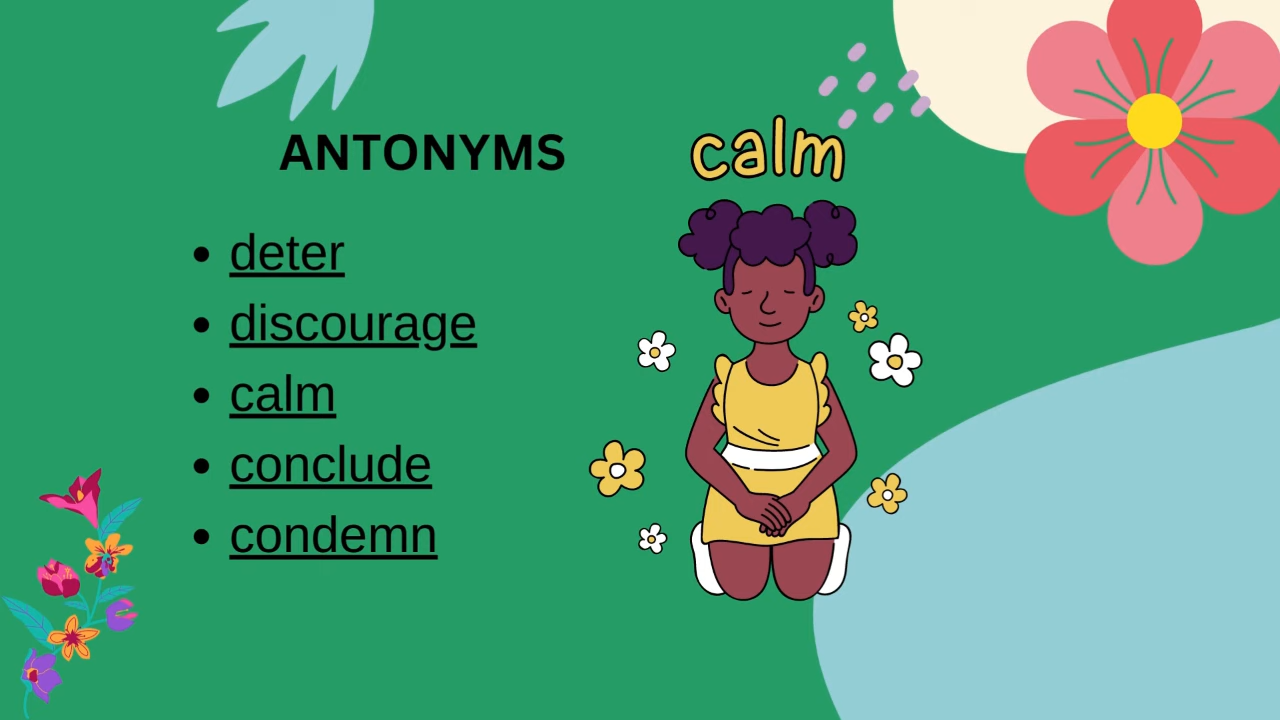 ANTONYMS
calm
deter
discourage
calm
conclude
condemn